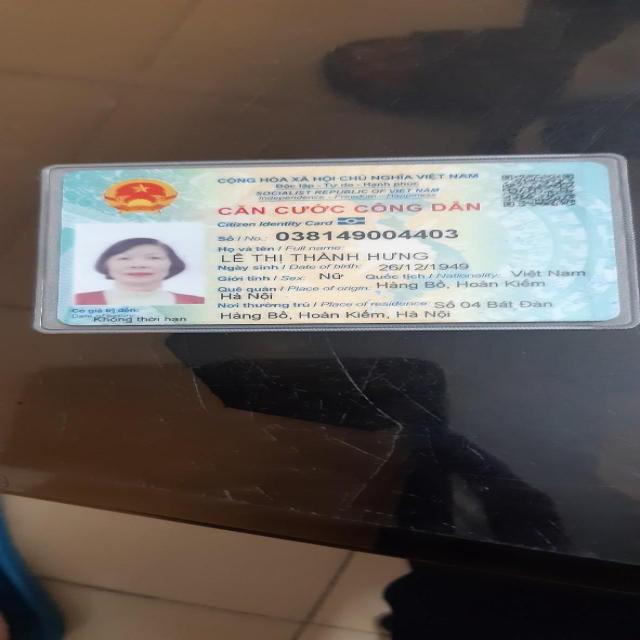 CỘNG HÒA XÃ HỘI CHỦ NGHĨA VIỆT NAM
Độc lập - Tự do - Hạnh phúc
SOCIALIST REPUBLIC OF VIET NAM
Independence - Freedom - Happiness
CĂN CƯỚC CÔNG DÂN
Citizen Identity Card
Số / No.: 038149004403
Họ và tên / Full name:
LÊ THỊ THÀNH HƯNG
Ngày sinh / Date of birth: 26/12/1949
Giới tính / Sex: Nữ Quốc tịch / Nationality: Việt Nam
Quê quán / Place of origin: Hàng Bồ, Hoàn Kiếm,
Hà Nội
Nơi thường trú / Place of residence: Số 04 Bát Đàn
Hàng Bồ, Hoàn Kiếm, Hà Nội
Có giá trị đến:
Không thời hạn